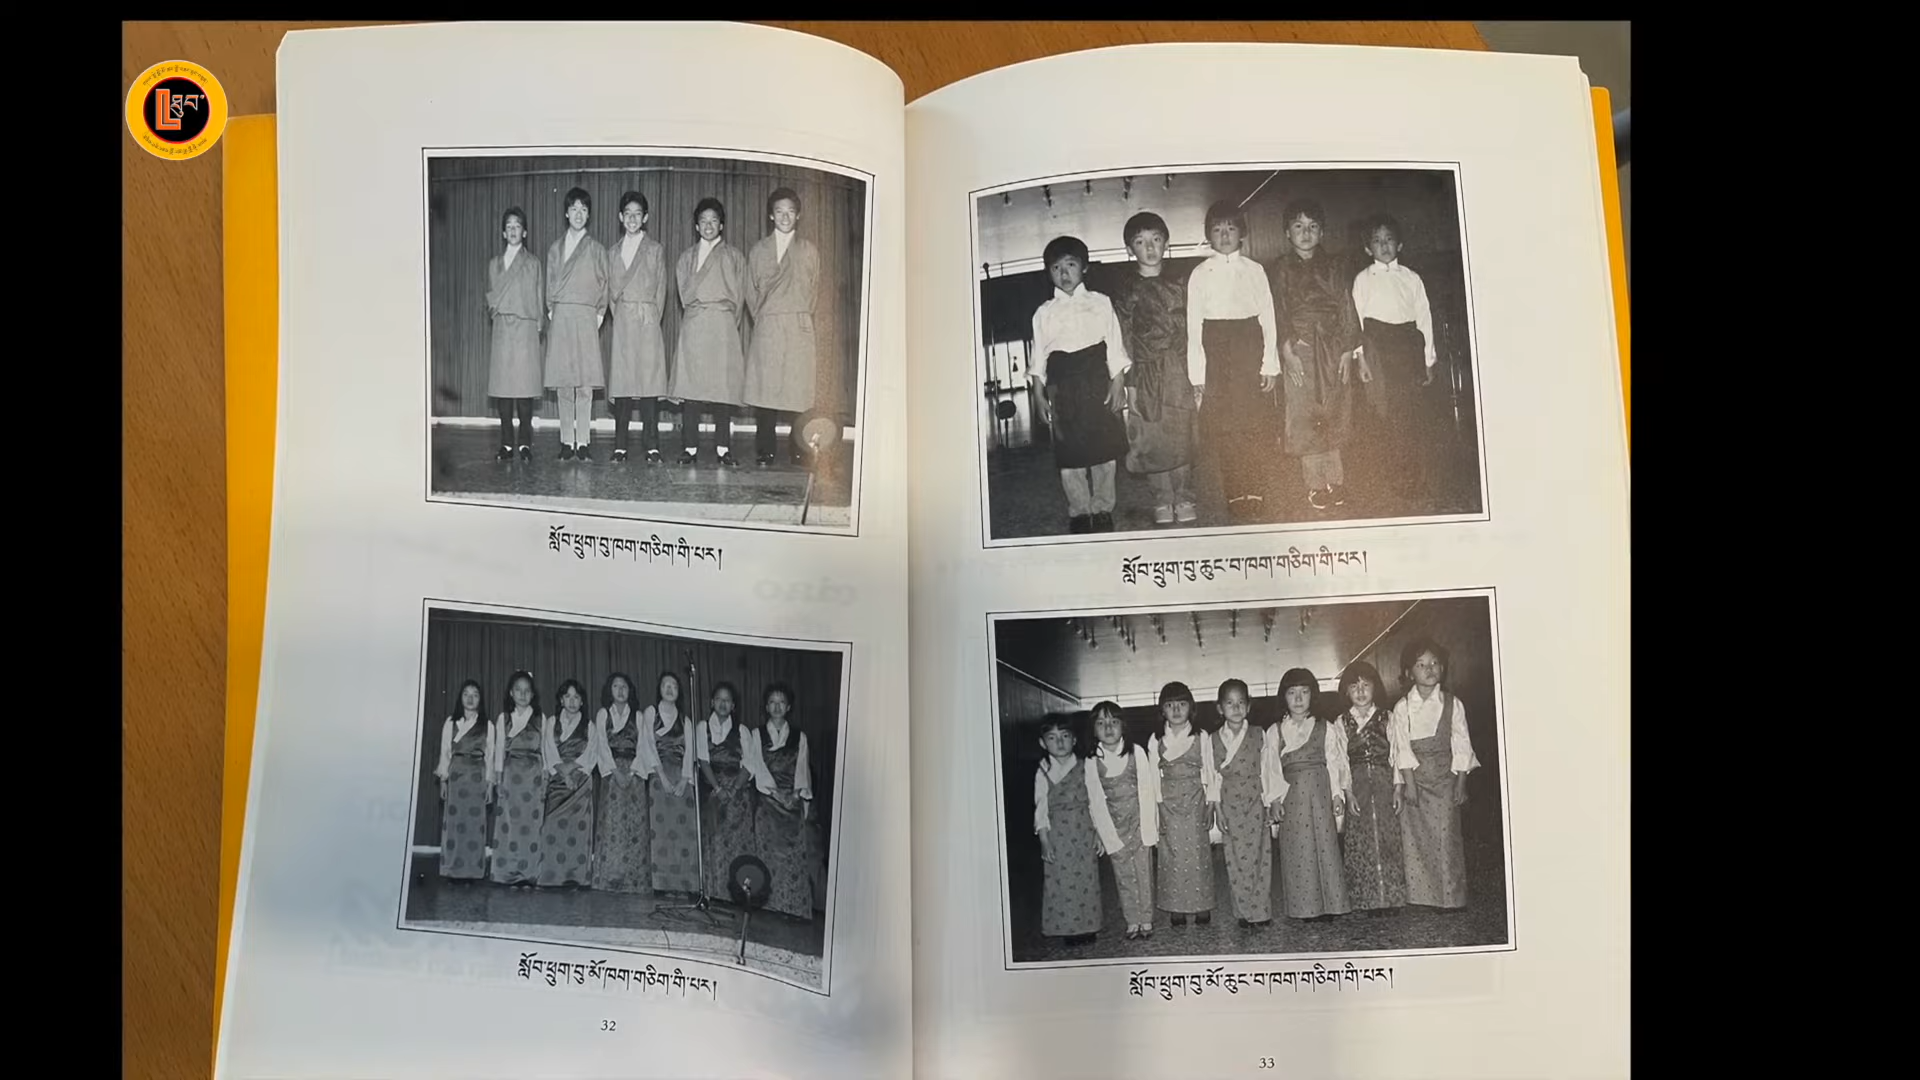 སློབ་ཕྲུག་བུ་ཁག་གཅིག་གི་པར།
སློབ་ཕྲུག་བུ་མོ་ཁག་གཅིག་གི་པར།
32
སློབ་ཕྲུག་བུ་ཆུང་བ་ཁག་གཅིག་གི་པར།
སློབ་ཕྲུག་བུ་མོ་ཆུང་བ་ཁག་གཅིག་གི་པར།
33